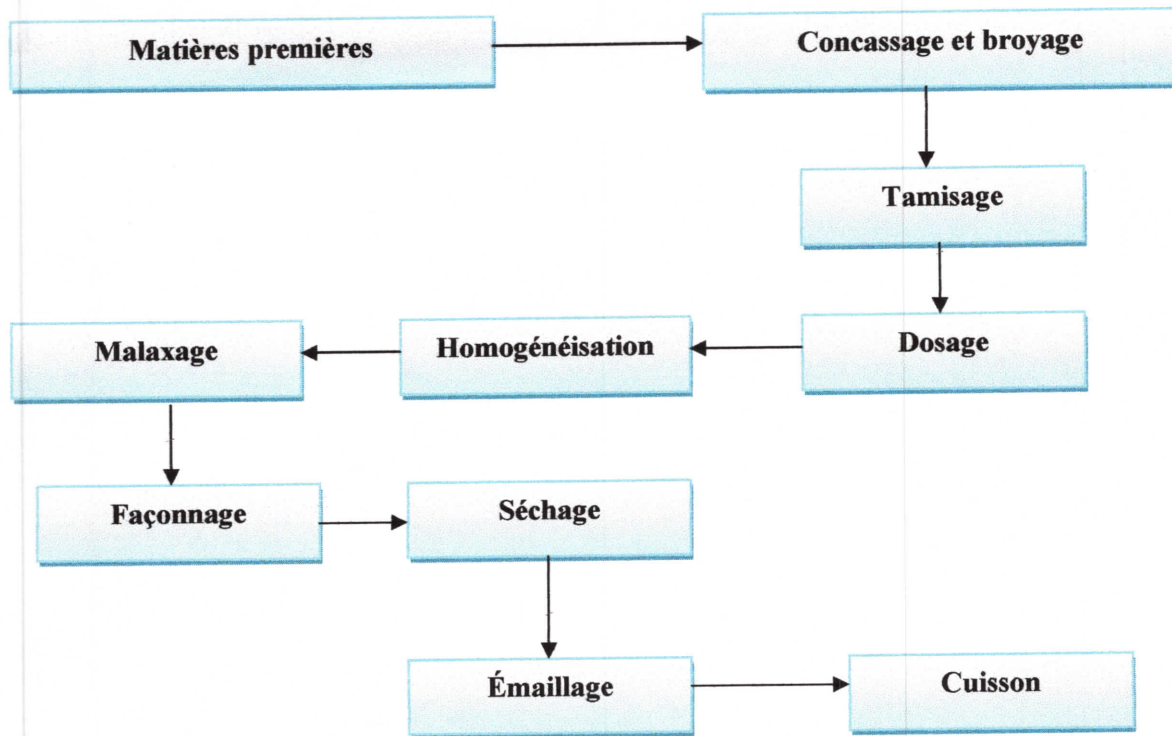 Matières premières
Concassage et broyage
Tamisage
Dosage
Homogénéisation
Malaxage
Façonnage
Séchage
Émaillage
Cuisson